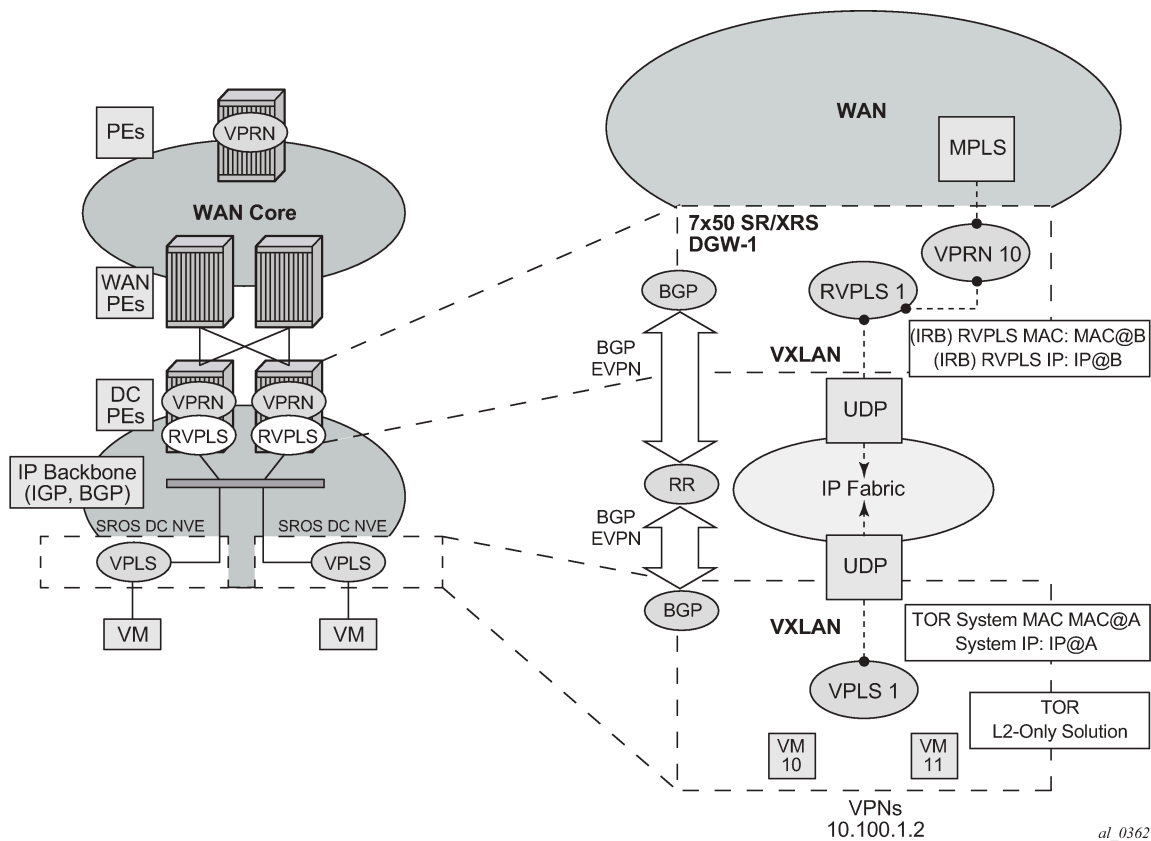 PEs
VPRN
WAN Core
WAN
PEs
DC
PEs
VPRN
VPRN
RVPLS
RVPLS
IP Backbone
(IGP, BGP)
SROS DC NVE
SROS DC NVE
VPLS
VPLS
VM
VM
WAN
MPLS
7x50 SR/XRS
DGW-1
VPRN 10
BGP
RVPLS 1
(IRB) RVPLS MAC: MAC@B
(IRB) RVPLS IP: IP@B
BGP
EVPN
VXLAN
UDP
RR
IP Fabric
BGP
EVPN
UDP
BGP
VXLAN
TOR System MAC MAC@A
System IP: IP@A
VPLS 1
TOR
L2-Only Solution
VM
10
VM
11
VPNs
10.100.1.2
al_0362